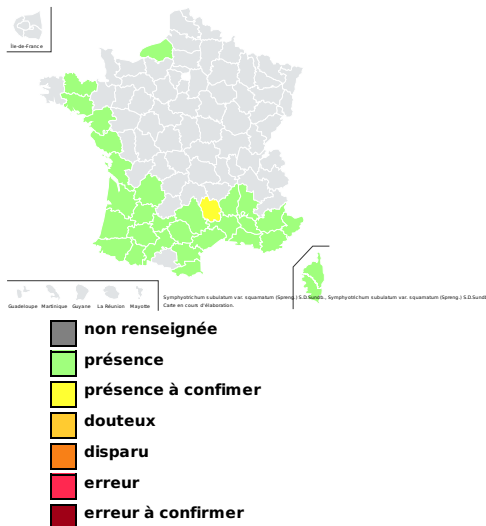 Île-de-France
Guadeloupe Martinique Guyane La Réunion Mayotte
Symphyotrichum subulatum var. squamatum (Spreng.) S.D.Sundb., Symphyotrichum subulatum var. squamatum (Spreng.) S.D.Sundb
Carte en cours d'élaboration.
non renseignée
présence
présence à confimer
douteux
disparu
erreur
erreur à confirmer